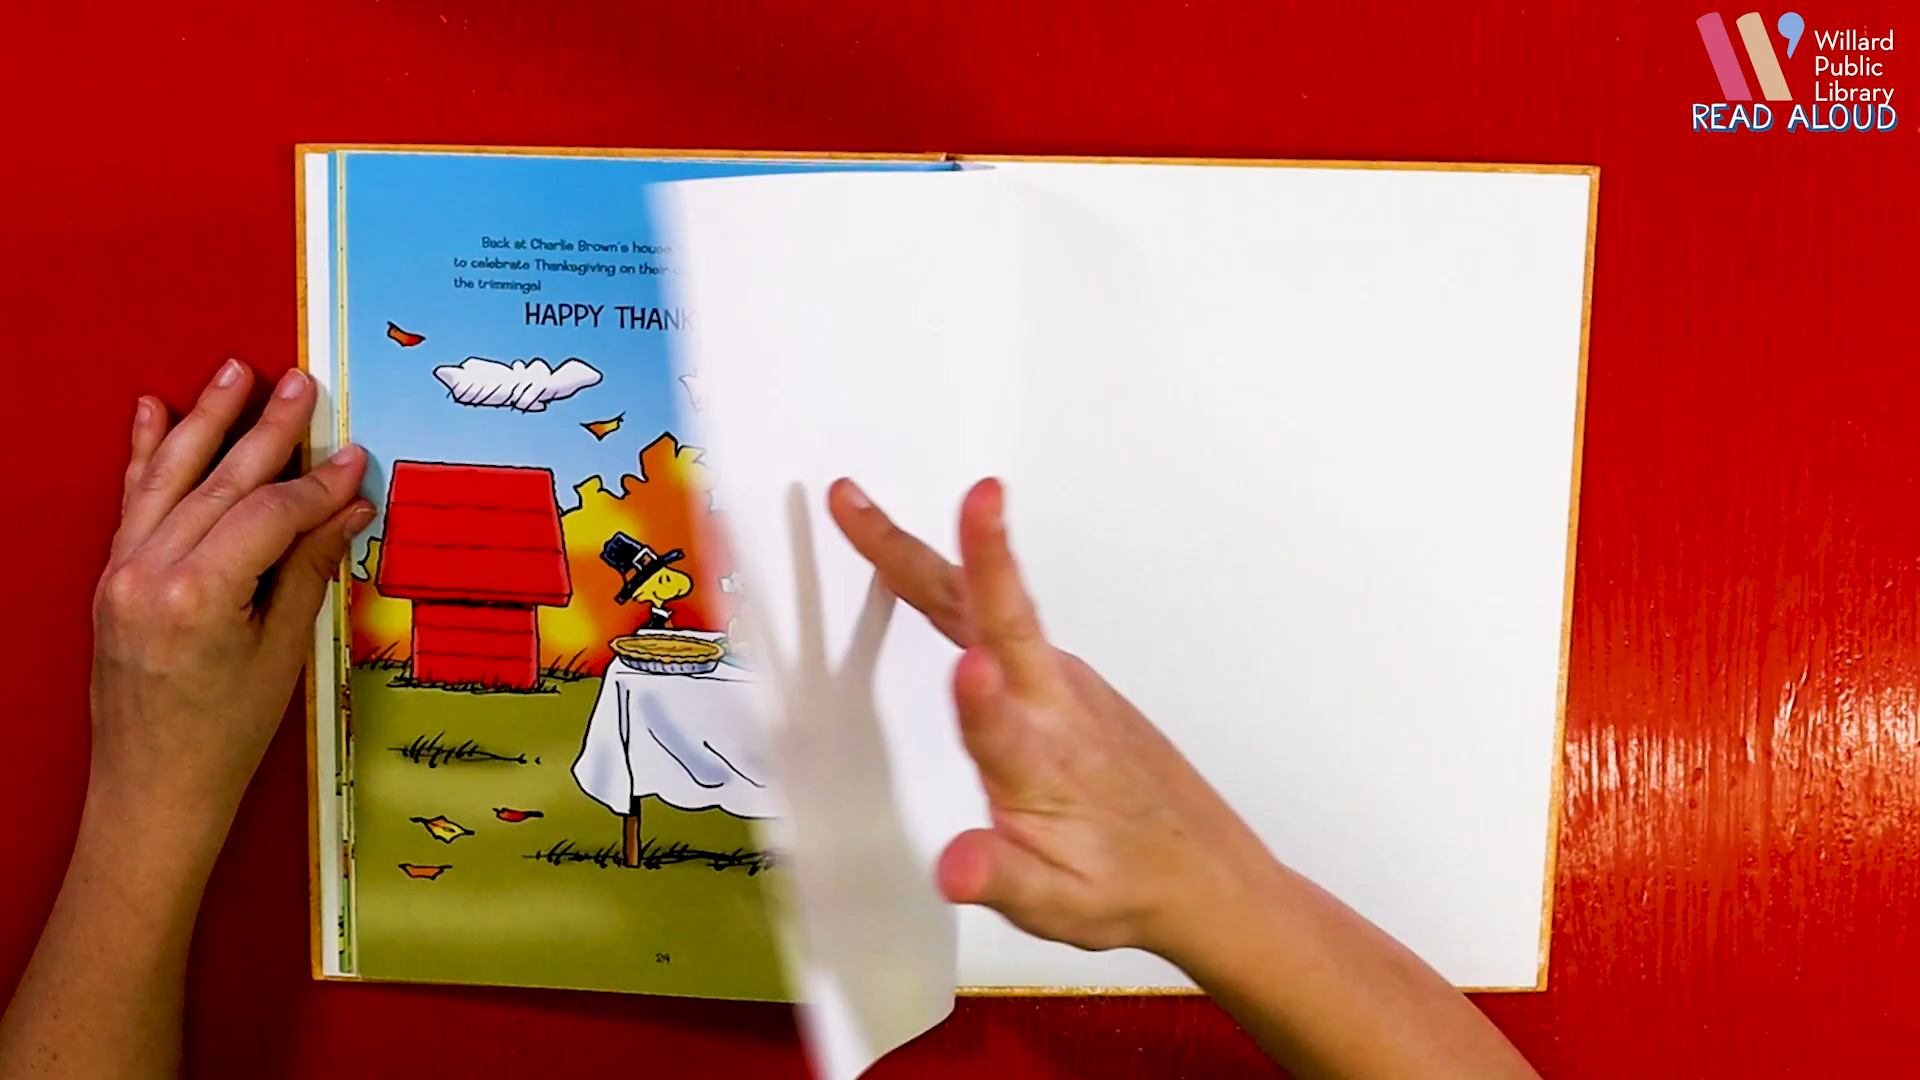 Willard
Public
Library
READ ALOUD
Back at Charlie Brown's house
to celebrate Thanksgiving on their
the trimmings!
HAPPY THANK
24